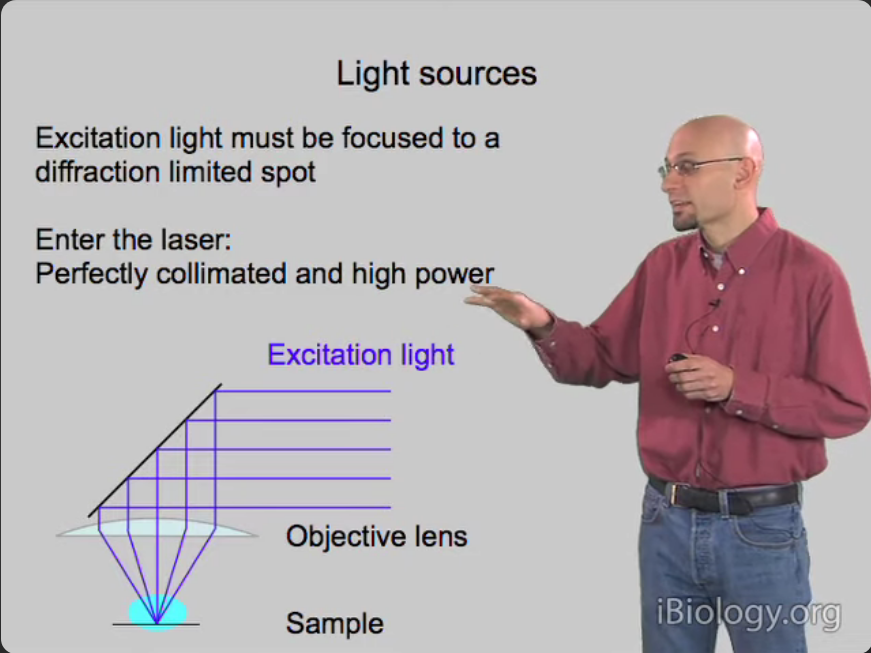 Light sources
Excitation light must be focused to a
diffraction limited spot
Enter the laser:
Perfectly collimated and high power
Excitation light
Objective lens
Sample
iBiology.org